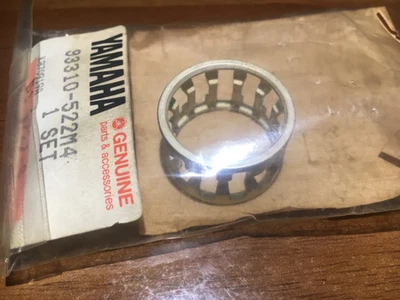 YAMAHA
GENUINE
parts & accessories
93310-522M4
1 SET